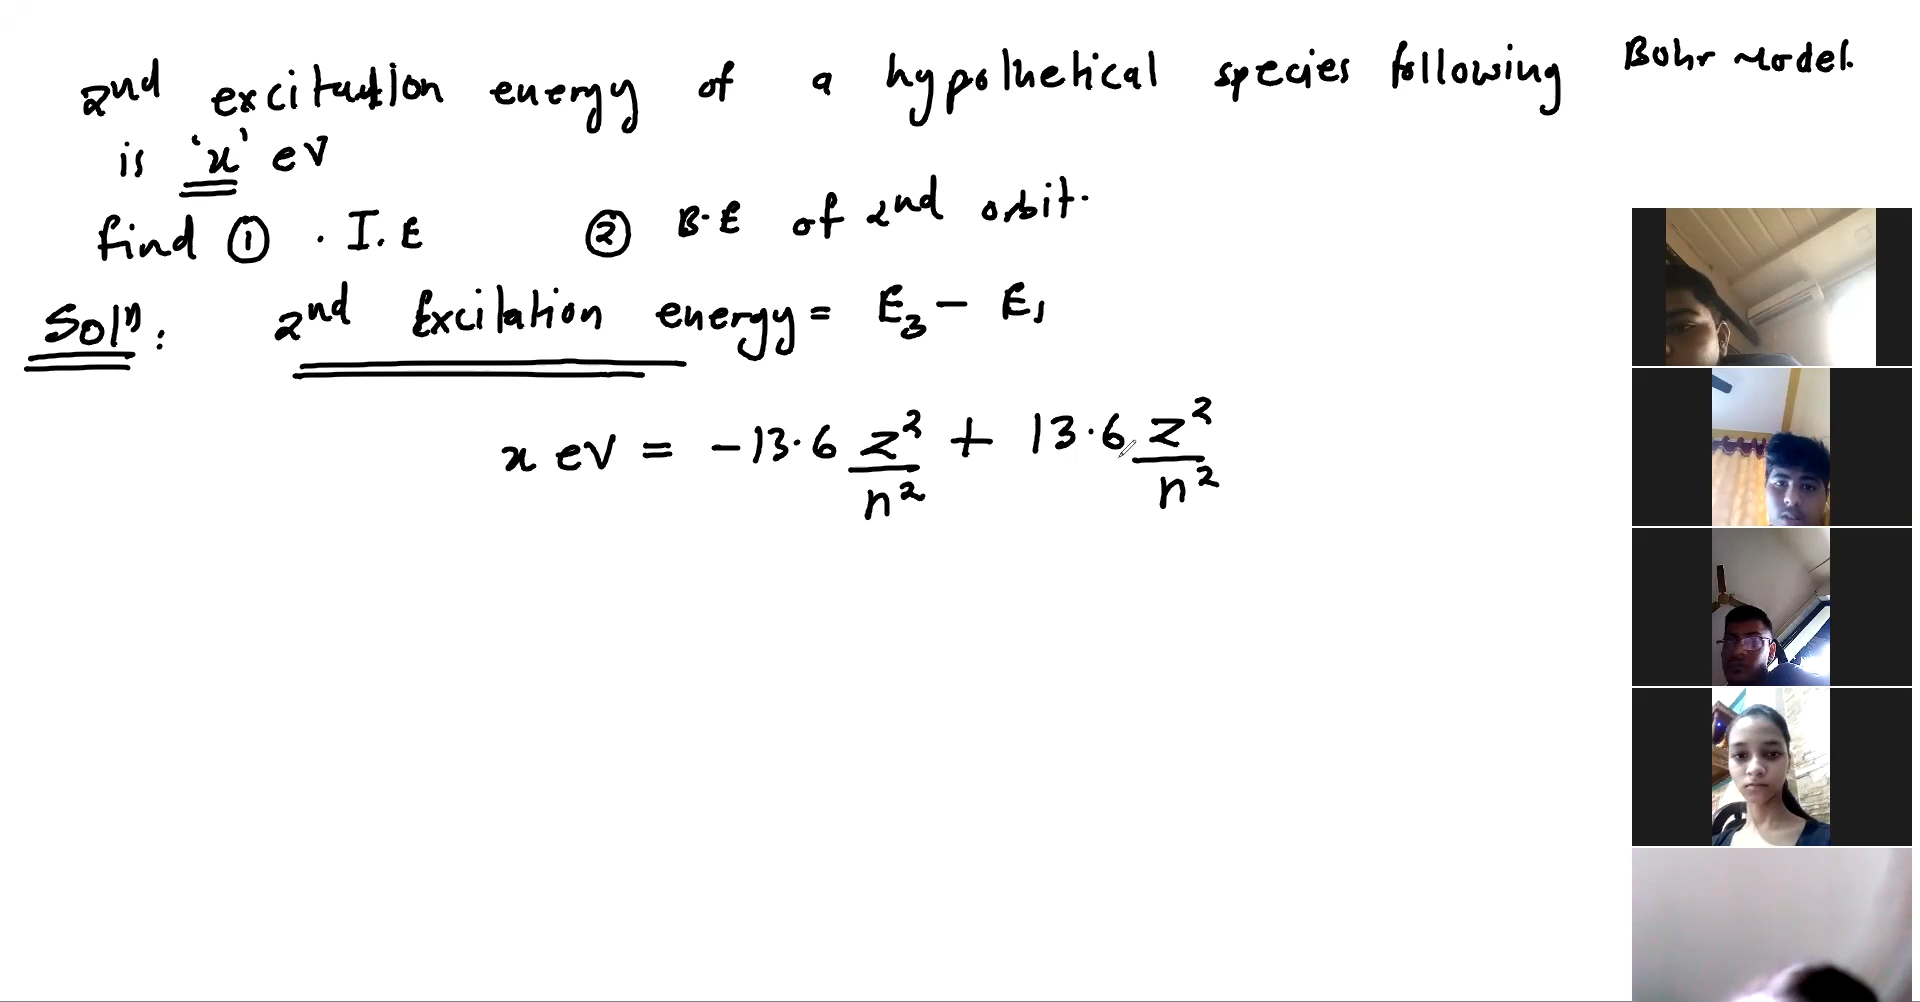 2nd excitation energy of a hypothetical species following Bohr Model.
is 'x' eV
find ① . I.E ② B.E of 2nd orbit.
Solⁿ: 2nd Excitation energy = E₃ - E₁
x eV = -13.6 z²/n² + 13.6 z²/n²